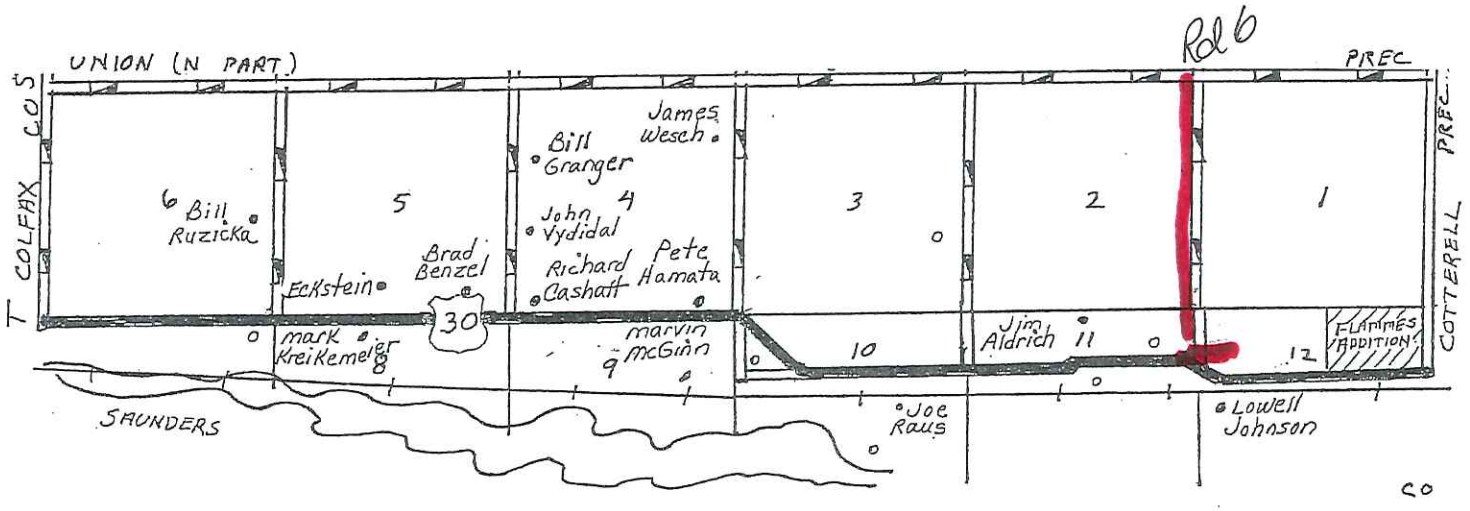 Rd 6
UNION (N PART)
PREC
T COLFAX COS
COTTERELL PREC.
James
Wesch
Bill
Granger
6
Bill
Ruzicka
5
4
John
Vydidal
3
2
1
Brad
Benzel
Richard
Cashatt
Pete
Hamata
Eckstein
30
mark
Kreikemeier
8
marvin
McGinn
9
10
Jim
Aldrich
11
12
FLAMMES
ADDITION
SAUNDERS
Joe
Raus
Lowell
Johnson
CO